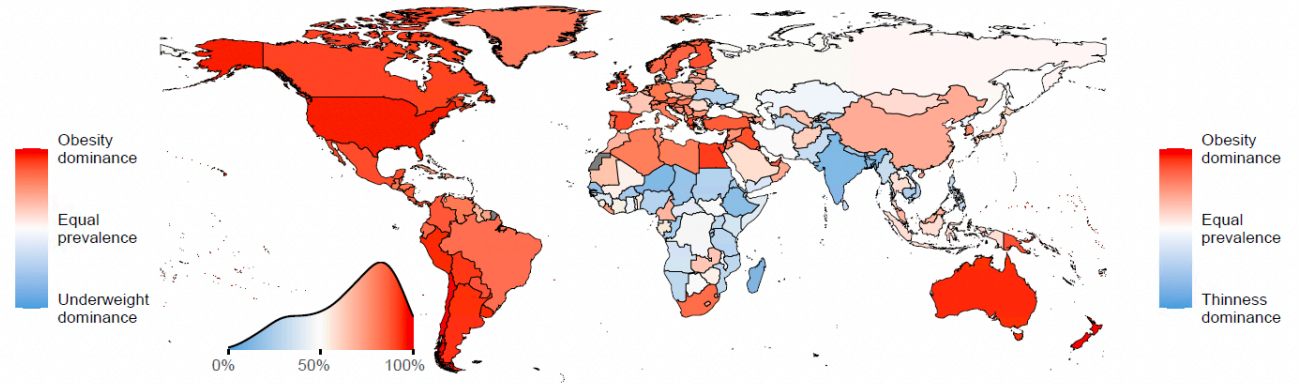 Obesity
dominance
Equal
prevalence
Underweight
dominance
0%
50%
100%
Obesity
dominance
Equal
prevalence
Thinness
dominance